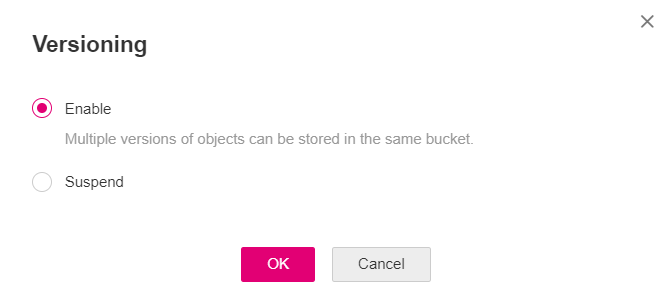 Versioning
Enable
Multiple versions of objects can be stored in the same bucket.
Suspend
OK
Cancel